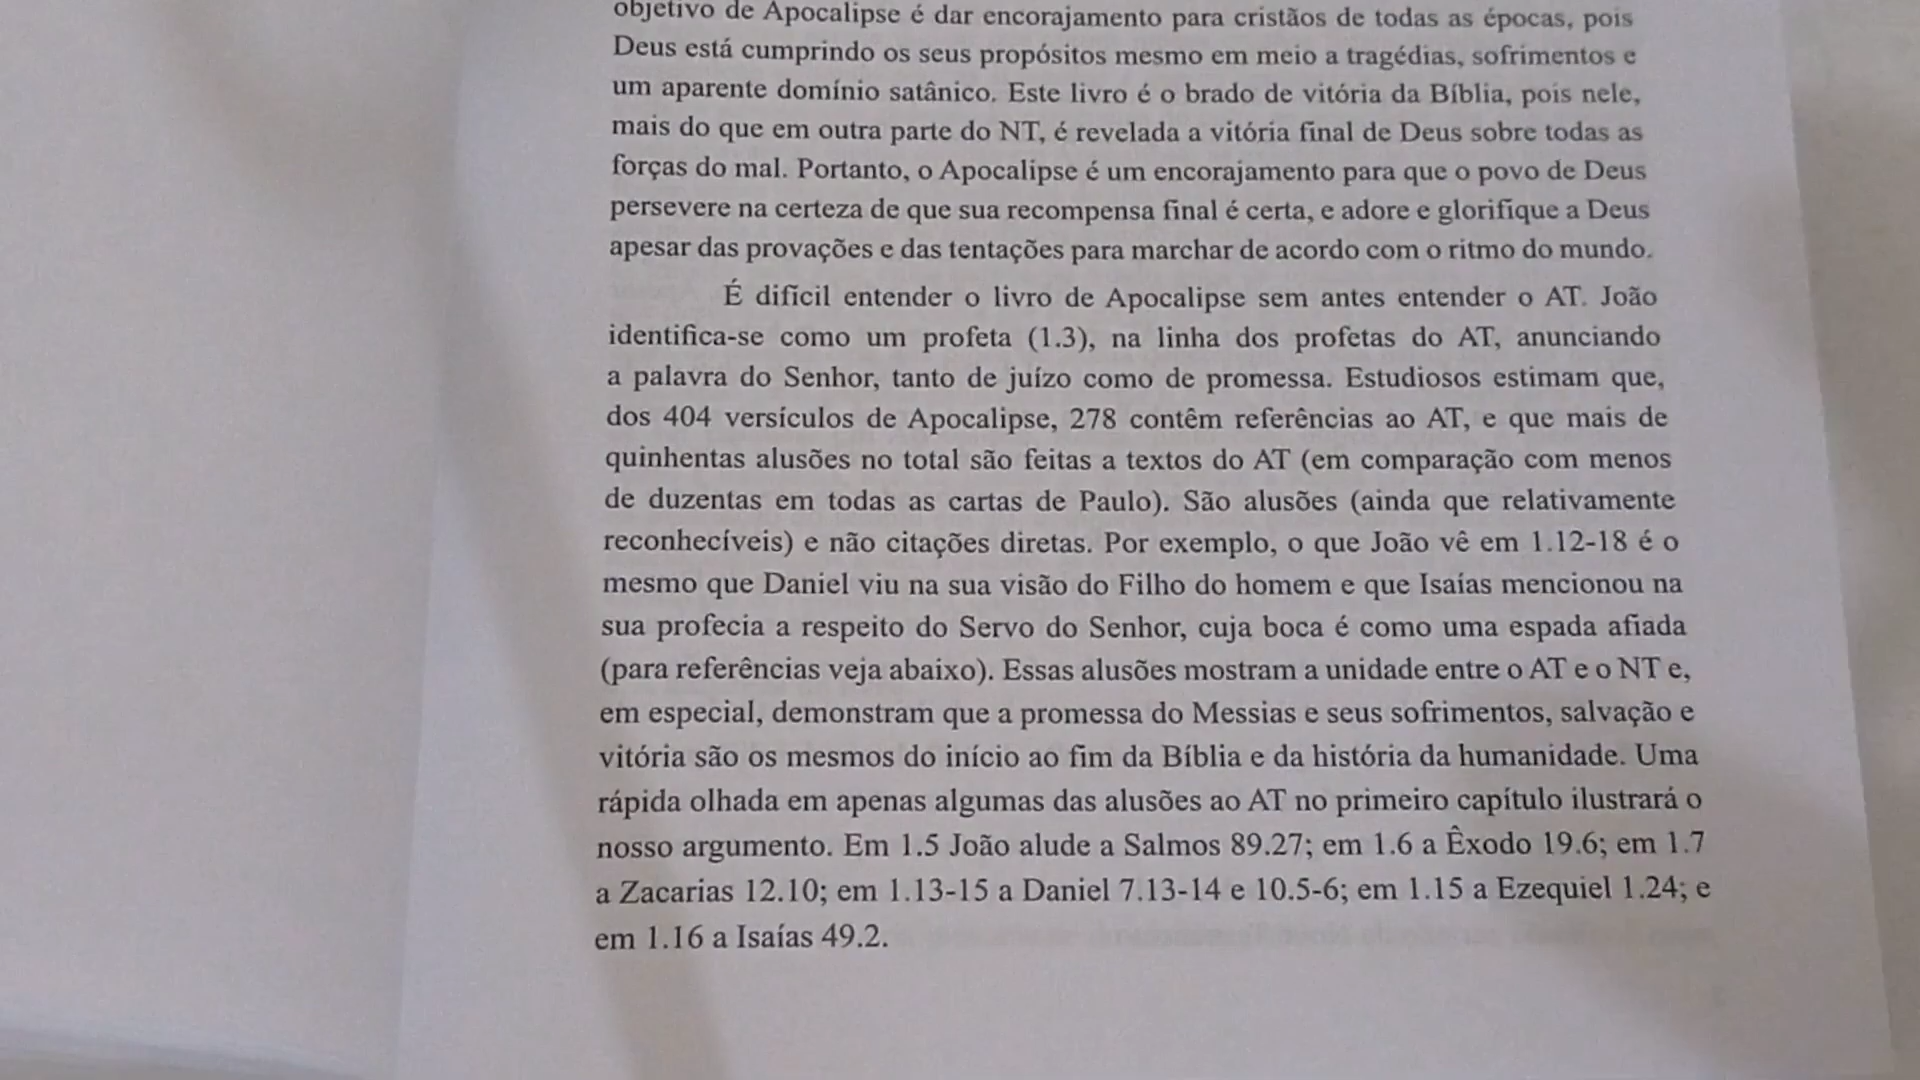 objetivo de Apocalipse é dar encorajamento para cristãos de todas as épocas, pois
Deus está cumprindo os seus propósitos mesmo em meio a tragédias, sofrimentos e
um aparente domínio satânico. Este livro é o brado de vitória da Bíblia, pois nele,
mais do que em outra parte do NT, é revelada a vitória final de Deus sobre todas as
forças do mal. Portanto, o Apocalipse é um encorajamento para que o povo de Deus
persevere na certeza de que sua recompensa final é certa, e adore e glorifique a Deus
apesar das provações e das tentações para marchar de acordo com o ritmo do mundo.
É difícil entender o livro de Apocalipse sem antes entender o AT. João
identifica-se como um profeta (1.3), na linha dos profetas do AT, anunciando
a palavra do Senhor, tanto de juízo como de promessa. Estudiosos estimam que,
dos 404 versículos de Apocalipse, 278 contêm referências ao AT, e que mais de
quinhentas alusões no total são feitas a textos do AT (em comparação com menos
de duzentas em todas as cartas de Paulo). São alusões (ainda que relativamente
reconhecíveis) e não citações diretas. Por exemplo, o que João vê em 1.12-18 é o
mesmo que Daniel viu na sua visão do Filho do homem e que Isaías mencionou na
sua profecia a respeito do Servo do Senhor, cuja boca é como uma espada afiada
(para referências veja abaixo). Essas alusões mostram a unidade entre o AT e o NT e,
em especial, demonstram que a promessa do Messias e seus sofrimentos, salvação e
vitória são os mesmos do início ao fim da Bíblia e da história da humanidade. Uma
rápida olhada em apenas algumas das alusões ao AT no primeiro capítulo ilustrará o
nosso argumento. Em 1.5 João alude a Salmos 89.27; em 1.6 a Êxodo 19.6; em 1.7
a Zacarias 12.10; em 1.13-15 a Daniel 7.13-14 e 10.5-6; em 1.15 a Ezequiel 1.24; e
em 1.16 a Isaías 49.2.